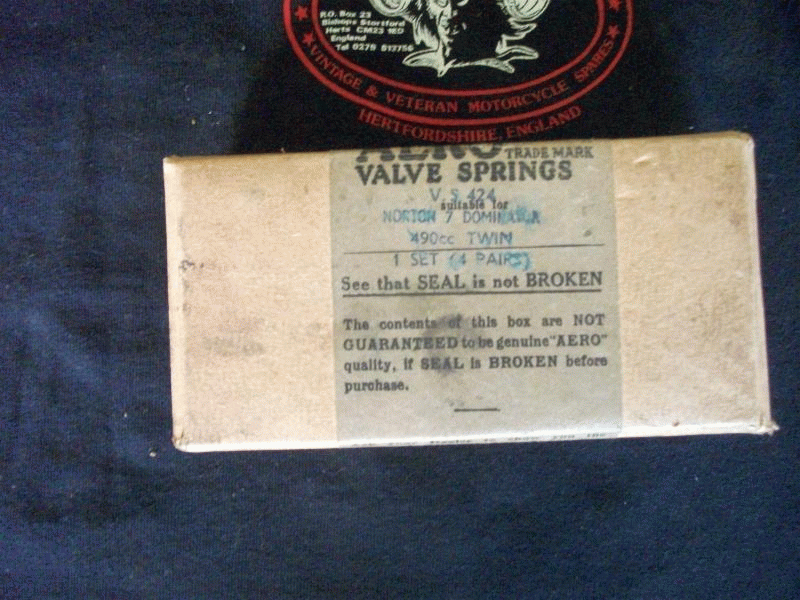 P.O. Box 23
Bishops Stortford
Herts CM23 1ED
England
Tel 0279 813756
★ VINTAGE & VETERAN MOTORCYCLE SPARES ★
HERTFORDSHIRE, ENGLAND
AERO TRADE MARK
VALVE SPRINGS
V S 424
suitable for
NORTON 7 DOMINATOR
490cc TWIN
1 SET (4 PAIRS)
See that SEAL is not BROKEN
The contents of this box are NOT
GUARANTEED to be genuine "AERO"
quality, if SEAL is BROKEN before
purchase.